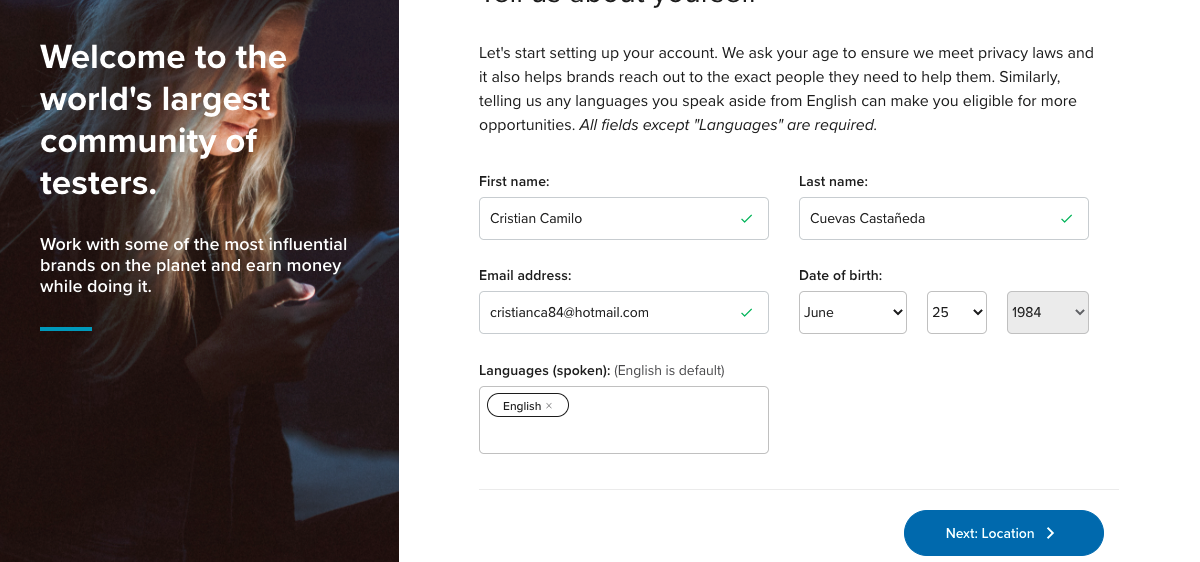 Welcome to the
world's largest
community of
testers.
Work with some of the most influential
brands on the planet and earn money
while doing it.
Tell us about yourself
Let's start setting up your account. We ask your age to ensure we meet privacy laws and
it also helps brands reach out to the exact people they need to help them. Similarly,
telling us any languages you speak aside from English can make you eligible for more
opportunities. All fields except "Languages" are required.
First name:
Last name:
Cristian Camilo
Cuevas Castañeda
Email address:
Date of birth:
cristianca84@hotmail.com
June
25
1984
Languages (spoken): (English is default)
English ×
Next: Location